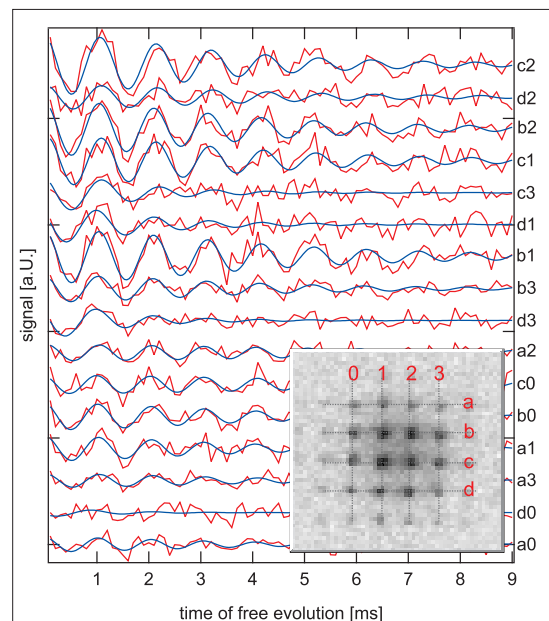 signal [a.U.]
c2
d2
b2
c1
c3
d1
b1
b3
d3
a2
c0
b0
a1
a3
d0
a0
0 1 2 3
a
b
c
d
1 2 3 4 5 6 7 8 9
time of free evolution [ms]